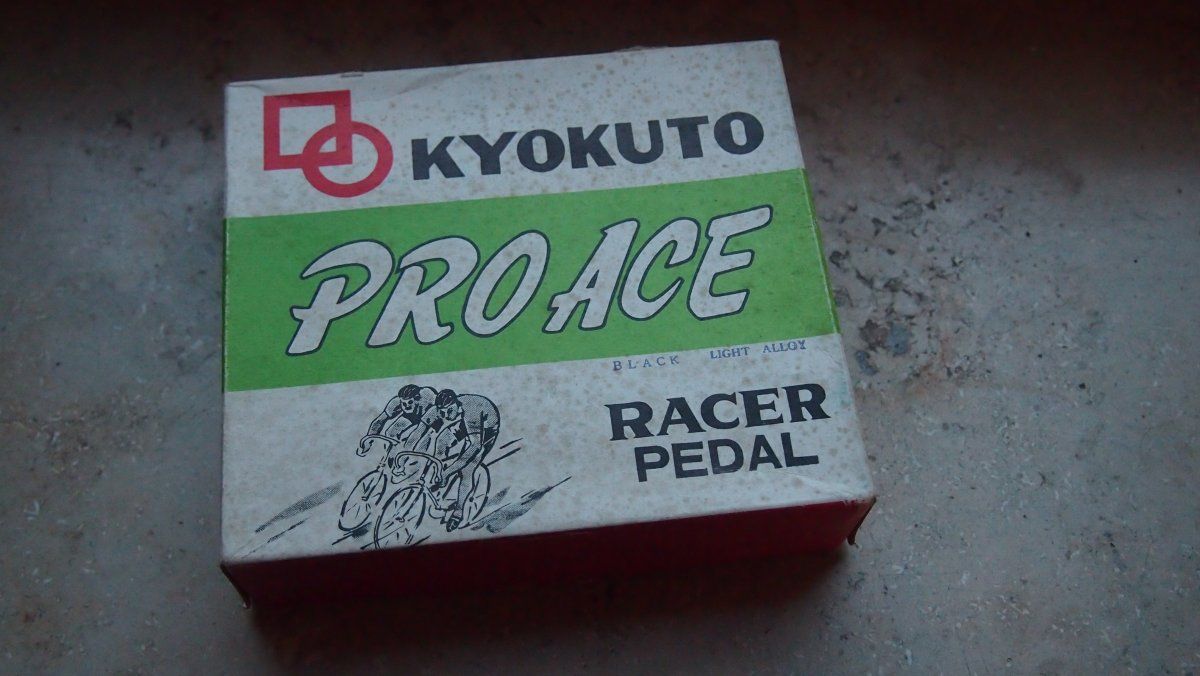 KYOKUTO
PRO ACE
BLACK LIGHT ALLOY
RACER
PEDAL